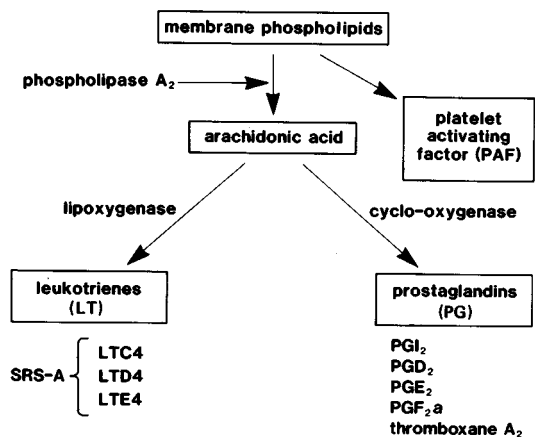 membrane phospholipids
phospholipase A₂
arachidonic acid
platelet
activating
factor (PAF)
lipoxygenase
cyclo-oxygenase
leukotrienes
(LT)
prostaglandins
(PG)
SRS-A
LTC4
LTD4
LTE4
PGI₂
PGD₂
PGE₂
PGF₂a
thromboxane A₂